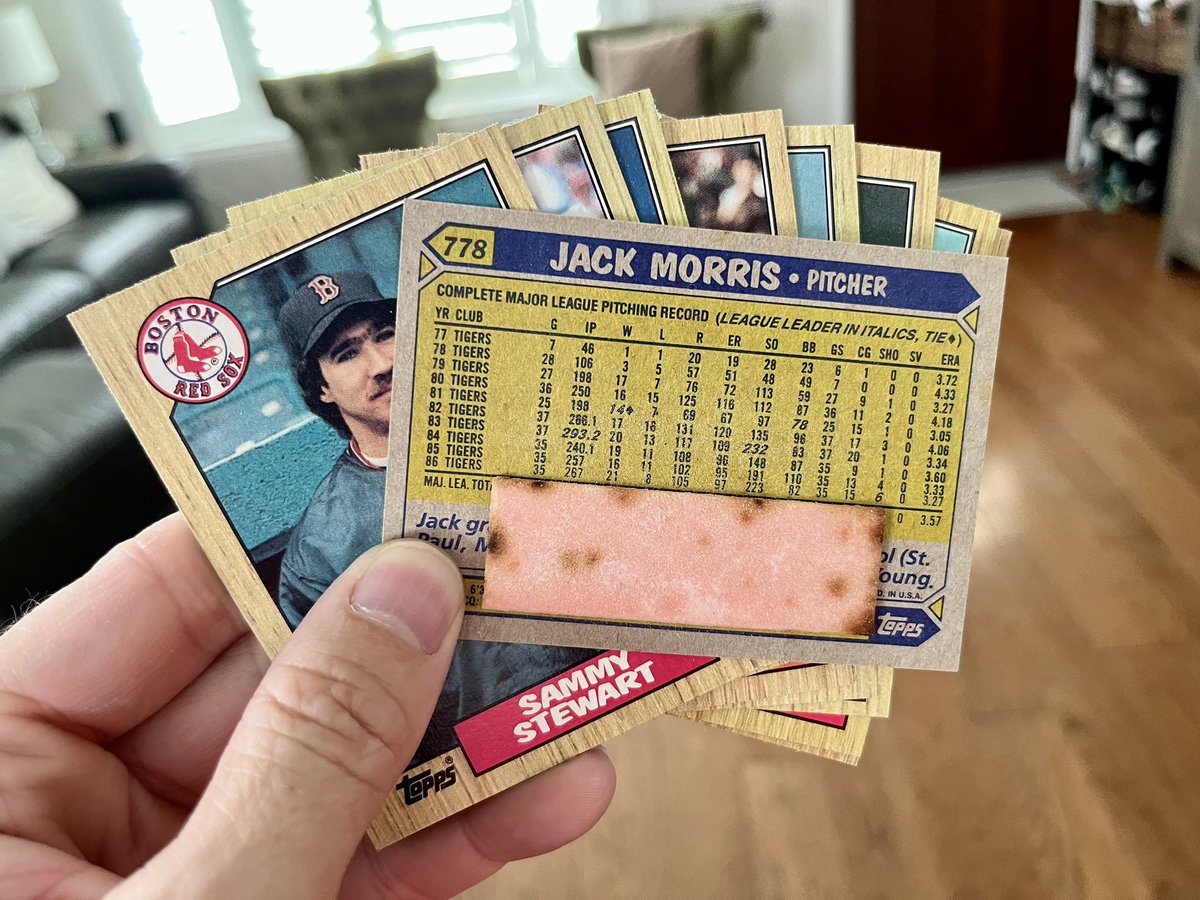 778 JACK MORRIS • PITCHER
COMPLETE MAJOR LEAGUE PITCHING RECORD (LEAGUE LEADER IN ITALICS, TIE♦)
YR CLUB G IP W L R ER SO BB GS CG SHO SV ERA
77 TIGERS 7 46 1 1 20 19 28 23 6 1 0 0 3.72
78 TIGERS 28 106 3 5 57 51 48 49 7 0 0 0 4.33
79 TIGERS 27 198 17 7 76 72 113 59 27 9 1 0 3.27
80 TIGERS 36 250 16 15 125 116 112 87 36 11 2 0 4.18
81 TIGERS 25 198 14♦ 7 69 67 97 78 25 15 1 0 3.05
82 TIGERS 37 266.1 17 16 131 120 135 96 37 17 3 0 4.06
83 TIGERS 37 293.2 20 13 117 109 232 83 37 20 1 0 3.34
84 TIGERS 35 240.1 19 11 108 96 148 87 35 9 1 0 3.60
85 TIGERS 35 257 16 11 102 95 191 110 35 13 4 0 3.33
86 TIGERS 35 267 21 8 105 97 223 82 35 15 6 0 3.27
MAJ. LEA. 0 3.57
Jack (St.
Paul,
IN U.S.A.
TOPPS
BOSTON
RED SOX
B
SAMMY
STEWART
TOPPS®